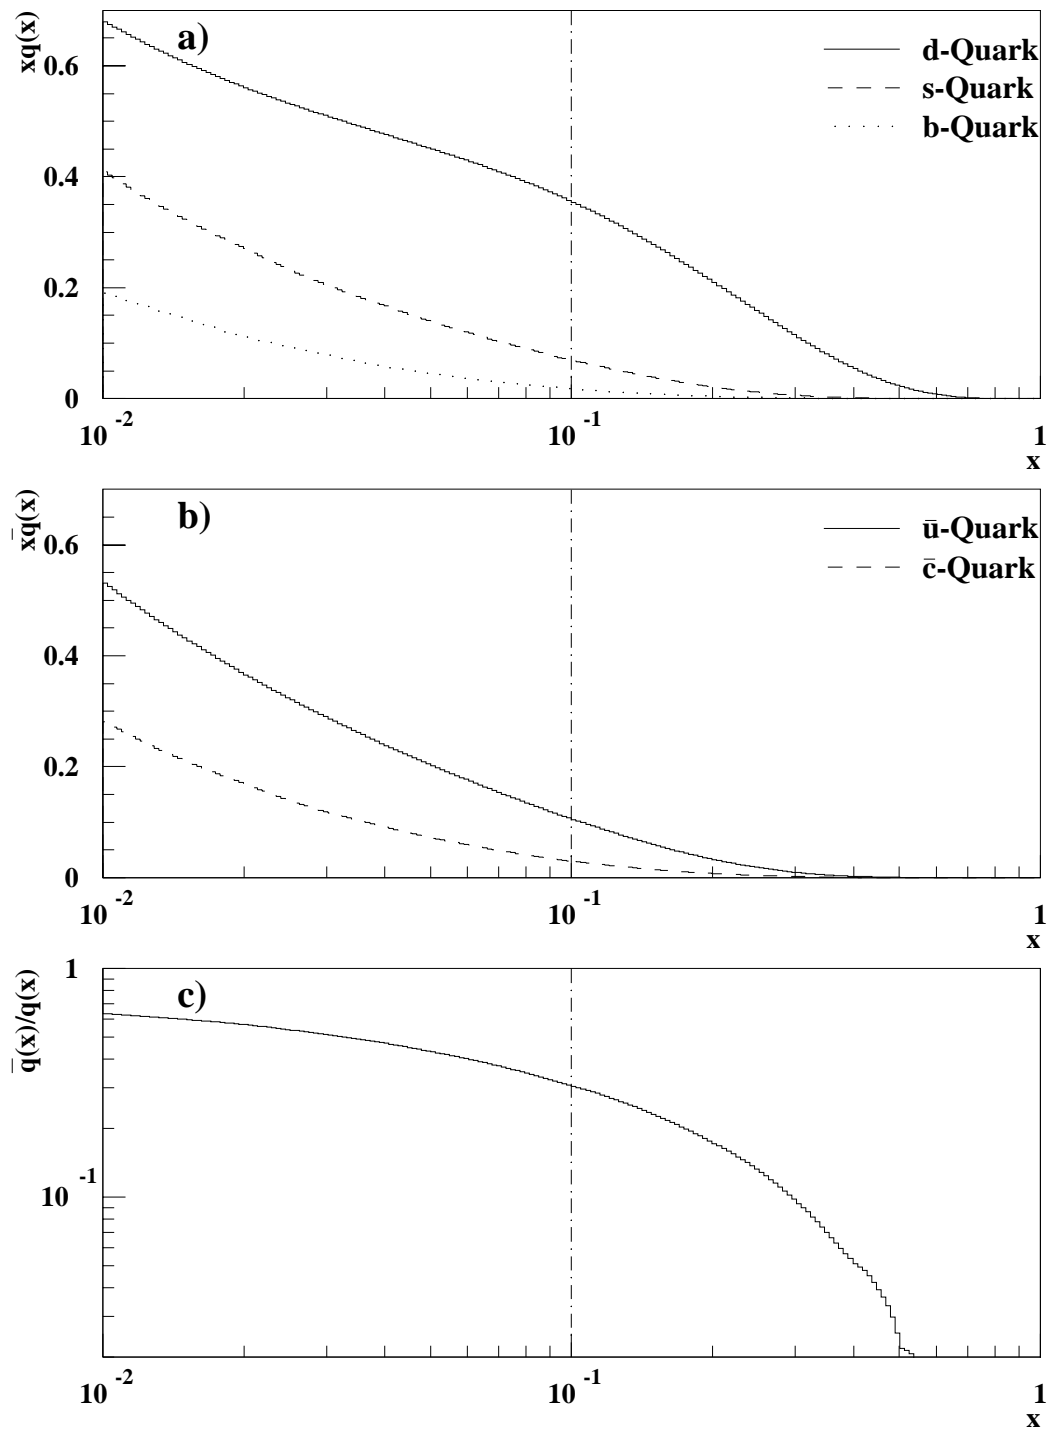 a)
xq(x)
d-Quark
s-Quark
b-Quark
0.6
0.4
0.2
0
10⁻² 10⁻¹ 1
x
b)
xq̄(x)
ū-Quark
c̄-Quark
0.6
0.4
0.2
0
10⁻² 10⁻¹ 1
x
c)
q̄(x)/q(x)
1
10⁻¹
10⁻² 10⁻¹ 1
x